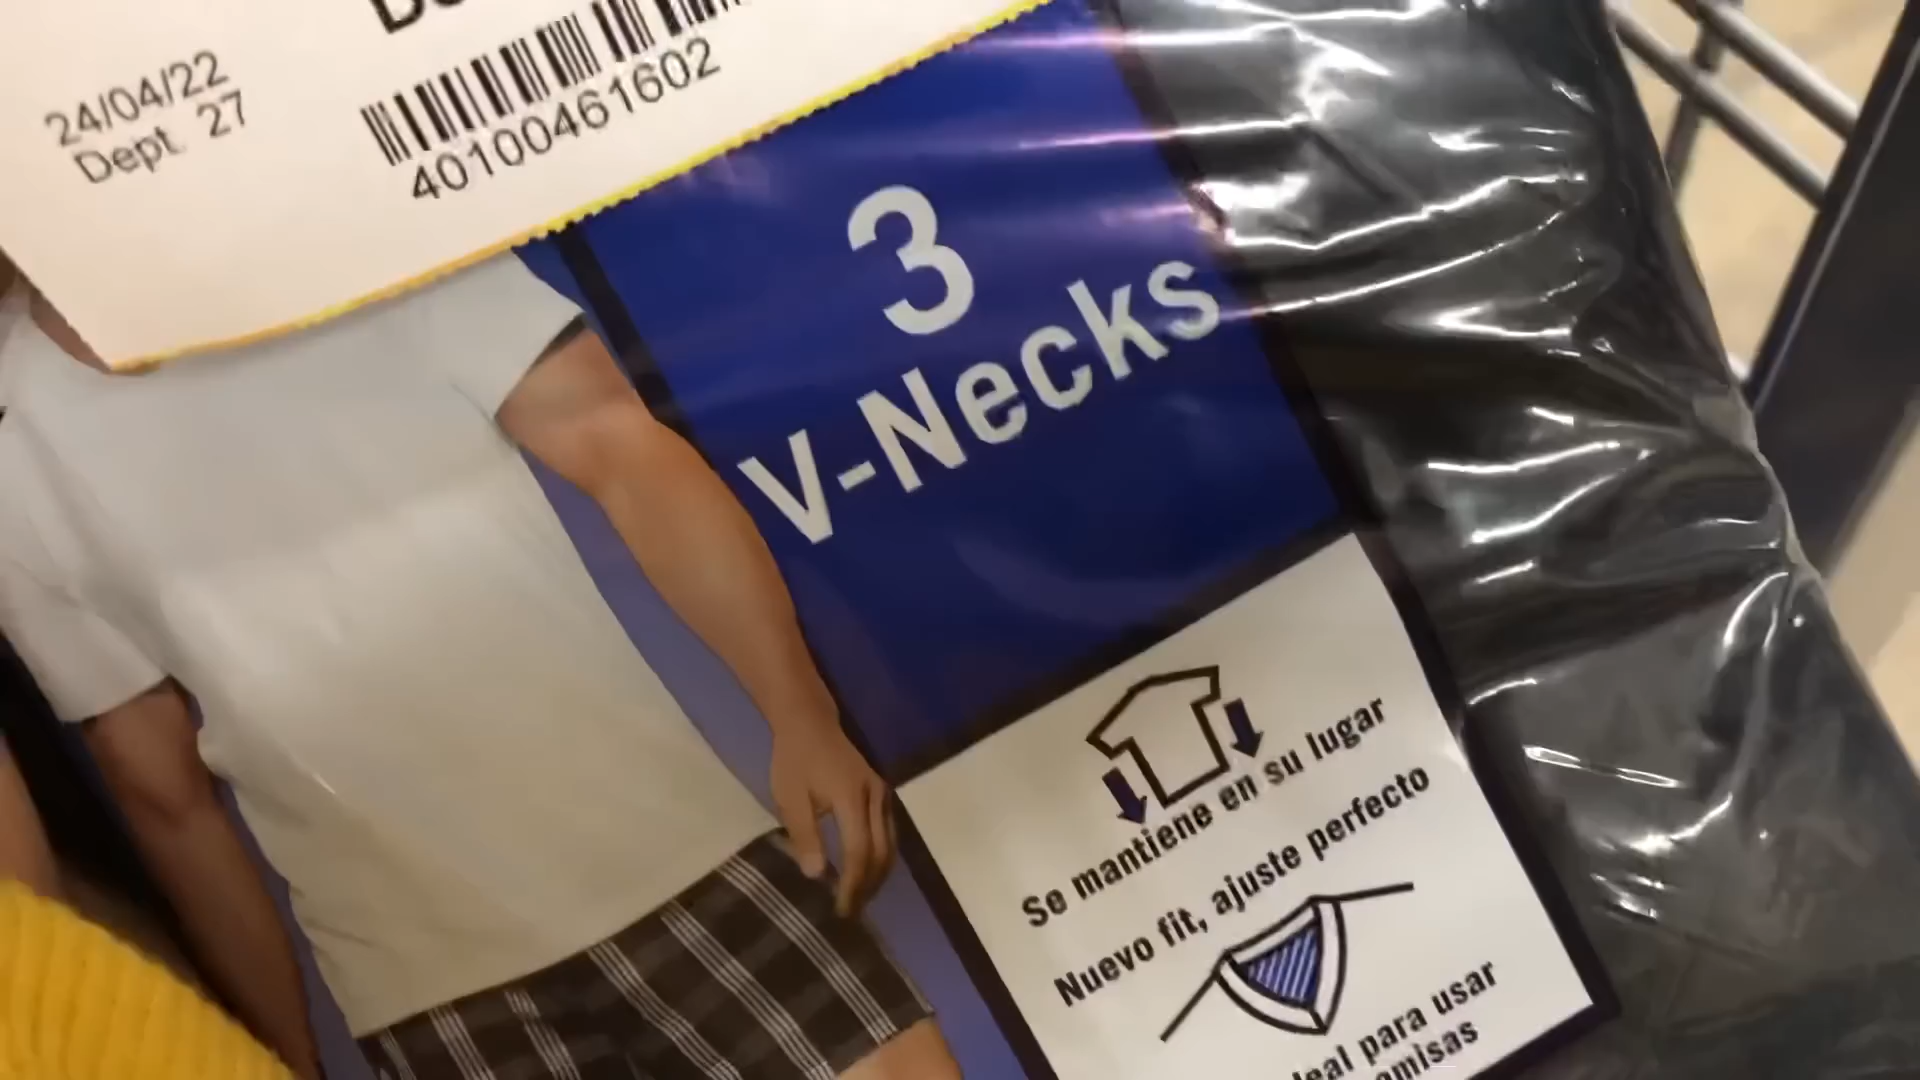 24/04/22
Dept. 27
40100461602
3
V-Necks
Se mantiene en su lugar
Nuevo fit, ajuste perfecto
para usar